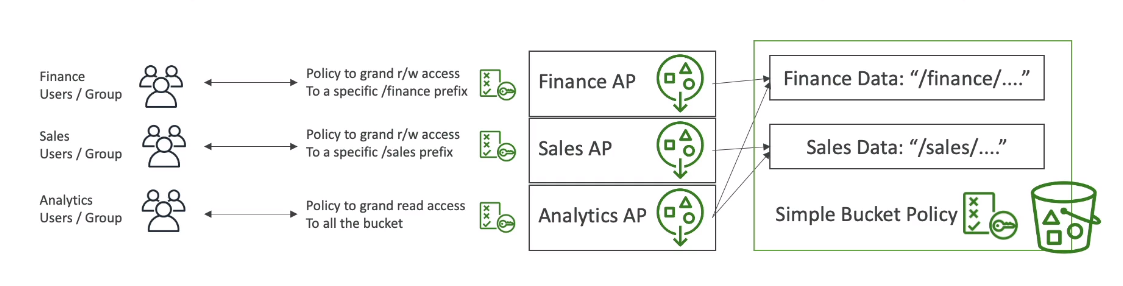 Finance
Users / Group
Policy to grand r/w access
To a specific /finance prefix
Finance AP
Finance Data: “/finance/....”
Sales
Users / Group
Policy to grand r/w access
To a specific /sales prefix
Sales AP
Sales Data: “/sales/....”
Analytics
Users / Group
Policy to grand read access
To all the bucket
Analytics AP
Simple Bucket Policy